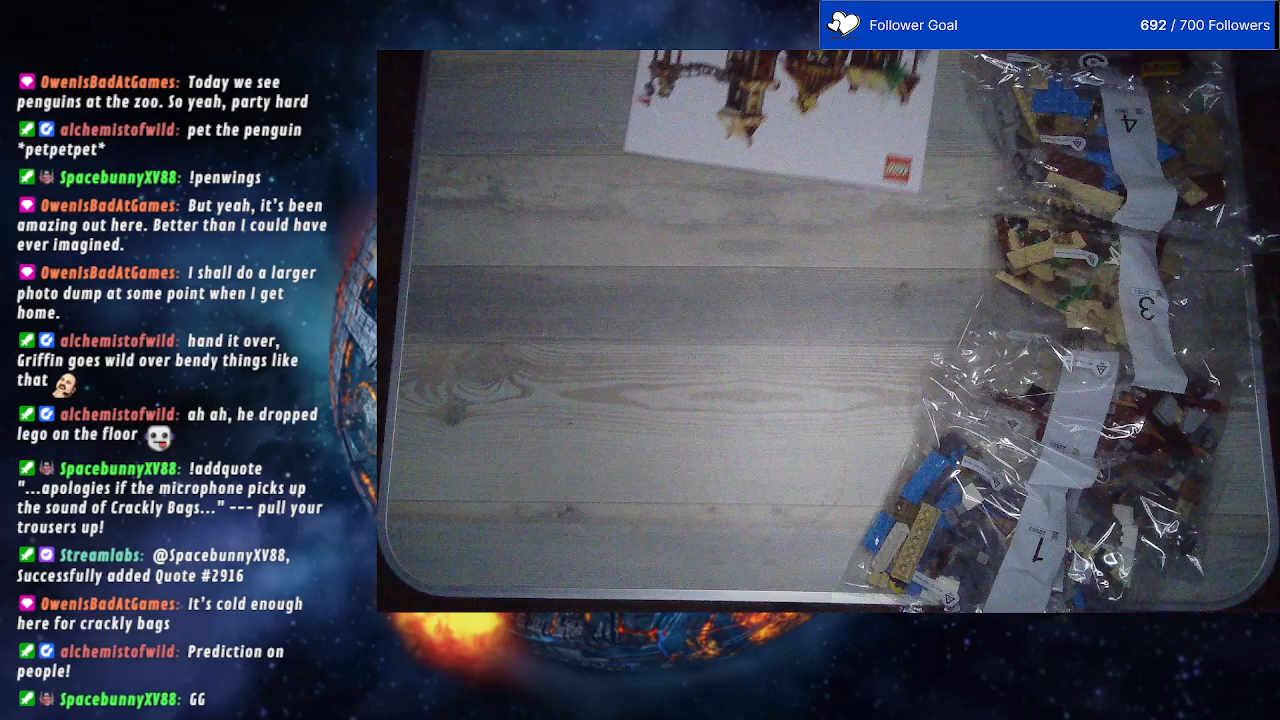 Follower Goal
692 / 700 Followers
OwenIsBadAtGames: Today we see
penguins at the zoo. So yeah, party hard
alchemistofwild: pet the penguin
*petpetpet*
SpacebunnyXV88: !penwings
OwenIsBadAtGames: But yeah, it's been
amazing out here. Better than I could have
ever imagined.
OwenIsBadAtGames: I shall do a larger
photo dump at some point when I get
home.
alchemistofwild: hand it over,
Griffin goes wild over bendy things like
that
alchemistofwild: ah ah, he dropped
lego on the floor
SpacebunnyXV88: !addquote
"...apologies if the microphone picks up
the sound of Crackly Bags..." --- pull your
trousers up!
Streamlabs: @SpacebunnyXV88,
Successfully added Quote #2916
OwenIsBadAtGames: It's cold enough
here for crackly bags
alchemistofwild: Prediction on
people!
SpacebunnyXV88: GG
LEGO
4
3
1